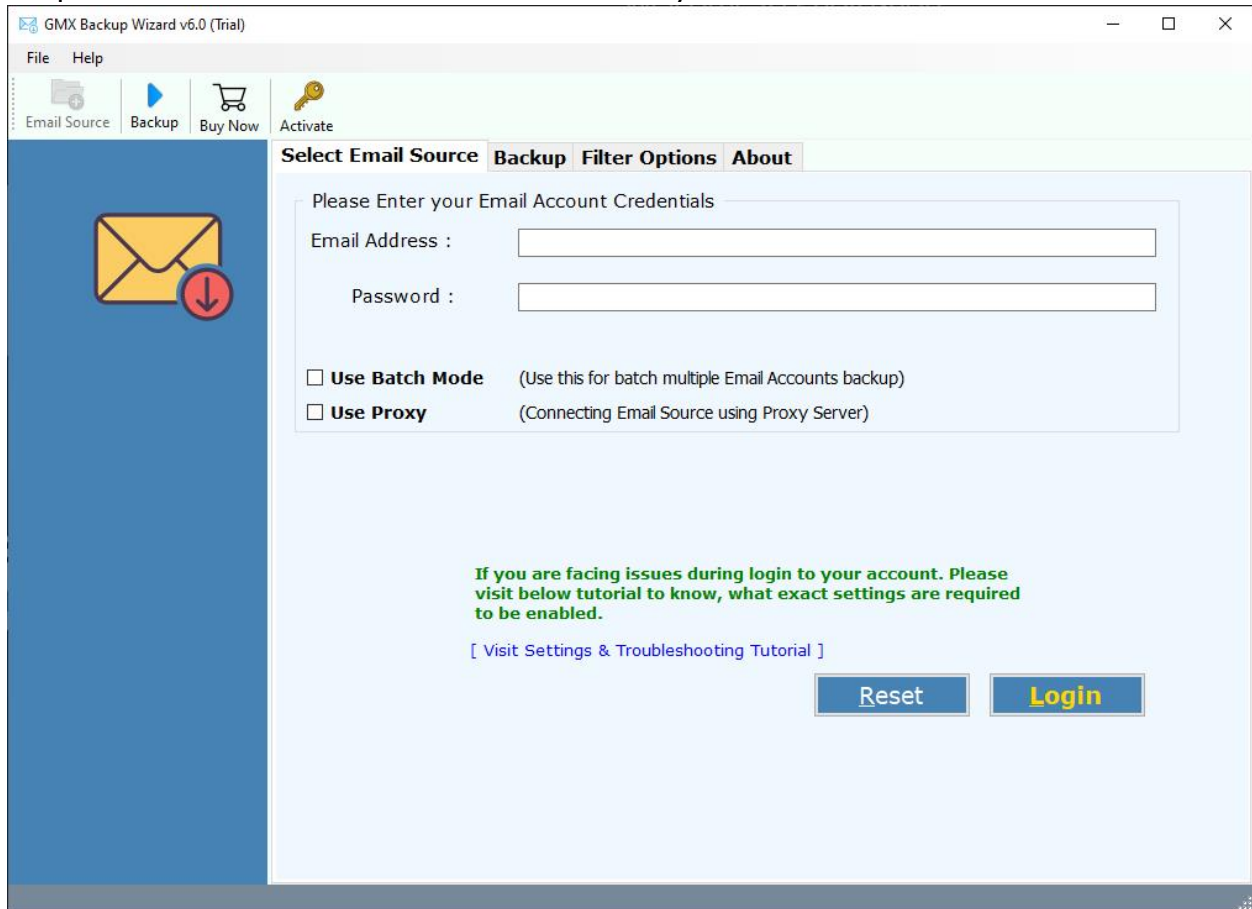 GMX Backup Wizard v6.0 (Trial)
File Help
Email Source Backup Buy Now Activate
Select Email Source Backup Filter Options About
Please Enter your Email Account Credentials
Email Address :
Password :
Use Batch Mode (Use this for batch multiple Email Accounts backup)
Use Proxy (Connecting Email Source using Proxy Server)
If you are facing issues during login to your account. Please
visit below tutorial to know, what exact settings are required
to be enabled.
[ Visit Settings & Troubleshooting Tutorial ]
Reset Login